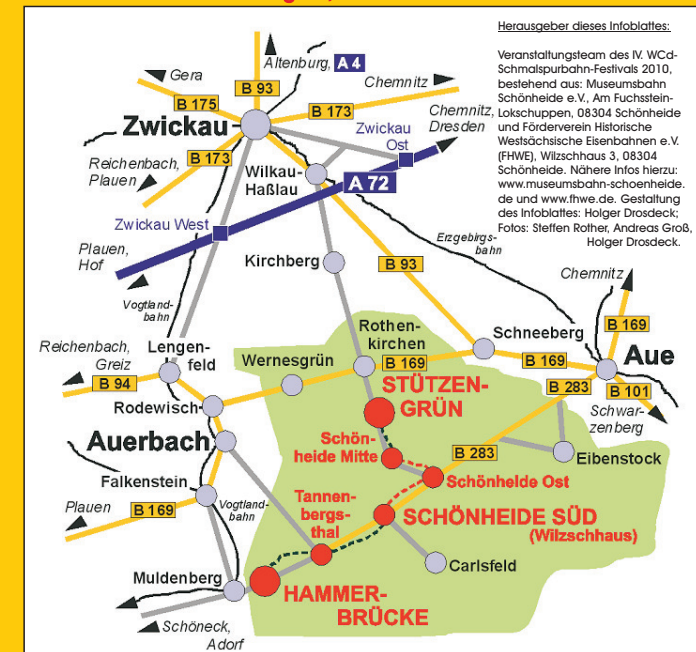 Herausgeber dieses Infoblattes:
Veranstaltungsteam des IV. WCd-
Schmalspurbahn-Festivals 2010,
bestehend aus: Museumsbahn
Schönheide e.V., Am Fuchsstein-
Lokschuppen, 08304 Schönheide
und Förderverein Historische
Westsächsische Eisenbahnen e.V.
(FHWE), Wilzschhaus 3, 08304
Schönheide. Nähere Infos hierzu:
www.museumsbahn-schoenheide.
de und www.fhwe.de. Gestaltung
des Infoblattes: Holger Drosdeck;
Fotos: Steffen Rother, Andreas Groß,
Holger Drosdeck.
Altenburg, A 4
Gera
B 93
Chemnitz
B 175
B 173
Chemnitz,
Dresden
Zwickau
Zwickau
Ost
B 173
Reichenbach,
Plauen
Wilkau-
Haßlau
A 72
Zwickau West
Erzgebirgs-
bahn
Plauen,
Hof
Kirchberg
B 93
Chemnitz
Vogtland-
bahn
Rothen-
kirchen
Schneeberg
B 169
Reichenbach,
Greiz
Lengen-
feld
Wernesgrün
B 169
B 169
Aue
B 94
STÜTZEN-
GRÜN
B 283
B 101
Rodewisch
Schwar-
zenberg
Auerbach
Schön-
heide Mitte
B 283
Eibenstock
Falkenstein
Schönheide Ost
Tannen-
bergs-
thal
Plauen
B 169
Vogtland-
bahn
SCHÖNHEIDE SÜD
(Wilzschhaus)
Carlsfeld
Muldenberg
HAMMER-
BRÜCKE
Schöneck,
Adorf